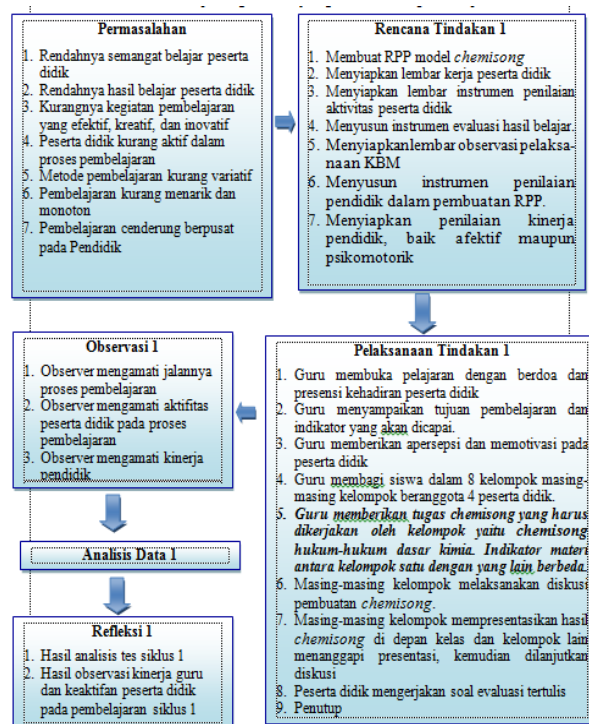 Permasalahan
1. Rendahnya semangat belajar peserta
didik
2. Rendahnya hasil belajar peserta didik
3. Kurangnya kegiatan pembelajaran
yang efektif, kreatif, dan inovatif
4. Peserta didik kurang aktif dalam
proses pembelajaran
5. Metode pembelajaran kurang variatif
6. Pembelajaran kurang menarik dan
monoton
7. Pembelajaran cenderung berpusat
pada Pendidik
Rencana Tindakan 1
1. Membuat RPP model chemisong
2. Menyiapkan lembar kerja peserta didik
3. Menyiapkan lembar instrumen penilaian
aktivitas peserta didik
4. Menyusun instrumen evaluasi hasil belajar.
5. Menyiapkanlembar observasi pelaksa-
naan KBM
6. Menyusun instrumen penilaian
pendidik dalam pembuatan RPP.
7. Menyiapkan penilaian kinerja
pendidik, baik afektif maupun
psikomotorik
Pelaksanaan Tindakan 1
1. Guru membuka pelajaran dengan berdoa dan
presensi kehadiran peserta didik
2. Guru menyampaikan tujuan pembelajaran dan
indikator yang akan dicapai.
3. Guru memberikan apersepsi dan memotivasi pada
peserta didik
4. Guru membagi siswa dalam 8 kelompok masing-
masing kelompok beranggota 4 peserta didik.
5. Guru memberikan tugas chemisong yang harus
dikerjakan oleh kelompok yaitu chemisong
hukum-hukum dasar kimia. Indikator materi
antara kelompok satu dengan yang lain berbeda.
6. Masing-masing kelompok melaksanakan diskusi
pembuatan chemisong.
7. Masing-masing kelompok mempresentasikan hasil
chemisong di depan kelas dan kelompok lain
menanggapi presentasi, kemudian dilanjutkan
diskusi
8. Peserta didik mengerjakan soal evaluasi tertulis
9. Penutup
Observasi 1
1. Observer mengamati jalannya
proses pembelajaran
2. Observer mengamati aktifitas
peserta didik pada proses
pembelajaran
3. Observer mengamati kinerja
pendidik
Analisis Data 1
Refleksi 1
1. Hasil analisis tes siklus 1
2. Hasil observasi kinerja guru
dan keaktifan peserta didik
pada pembelajaran siklus 1